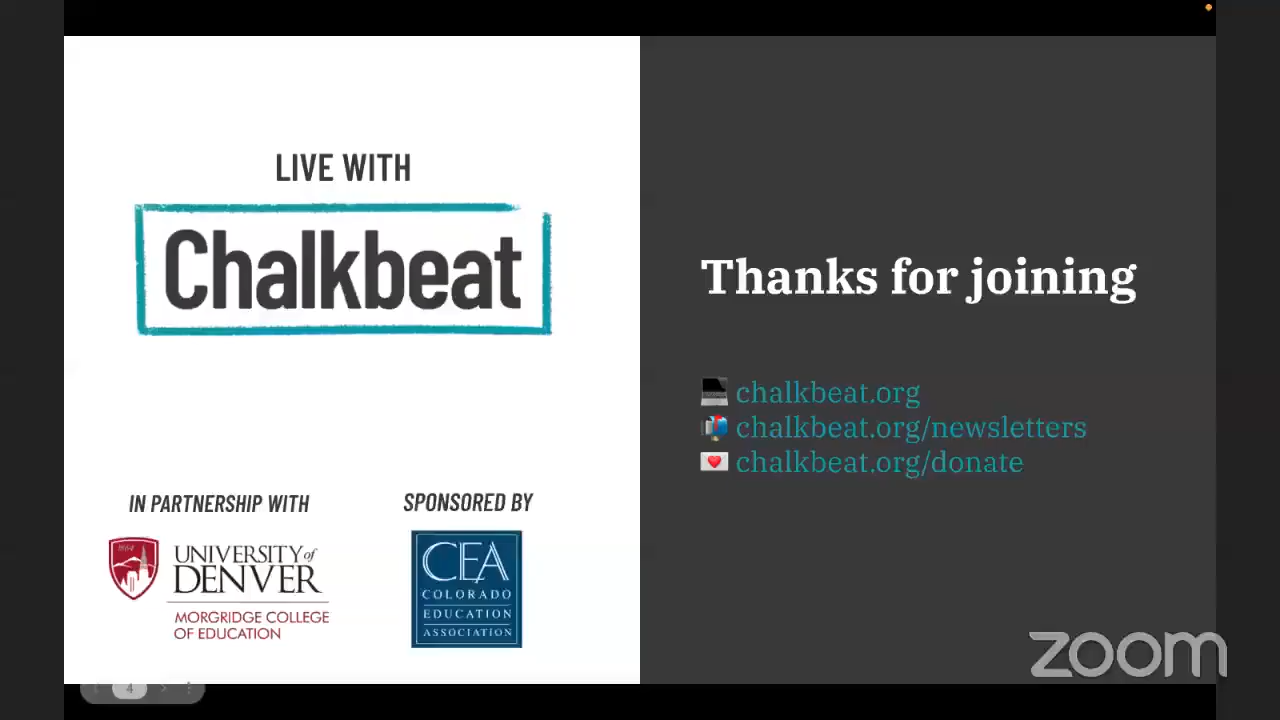 LIVE WITH
Chalkbeat
IN PARTNERSHIP WITH
UNIVERSITY of
DENVER
MORGRIDGE COLLEGE
OF EDUCATION
SPONSORED BY
CEA
COLORADO
EDUCATION
ASSOCIATION
Thanks for joining
chalkbeat.org
chalkbeat.org/newsletters
chalkbeat.org/donate
zoom
4